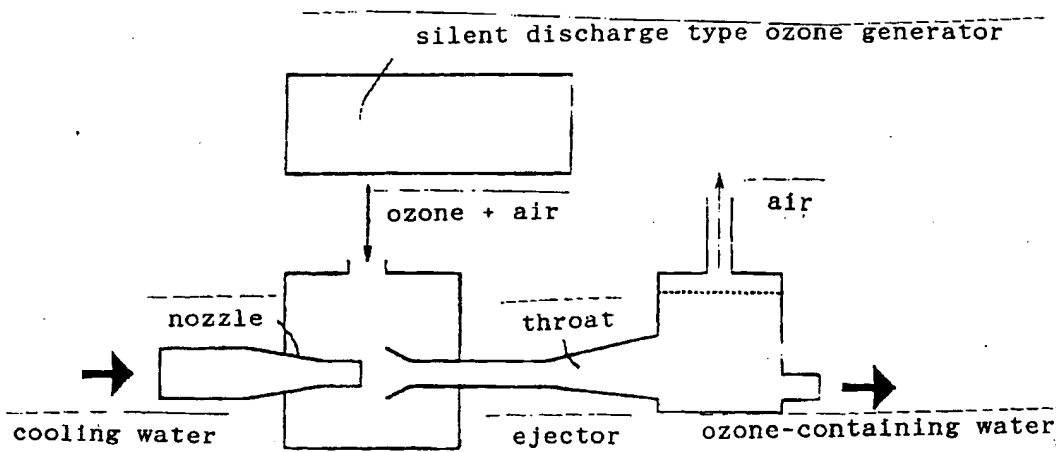 silent discharge type ozone generator
ozone + air
air
nozzle
throat
cooling water
ejector
ozone-containing water